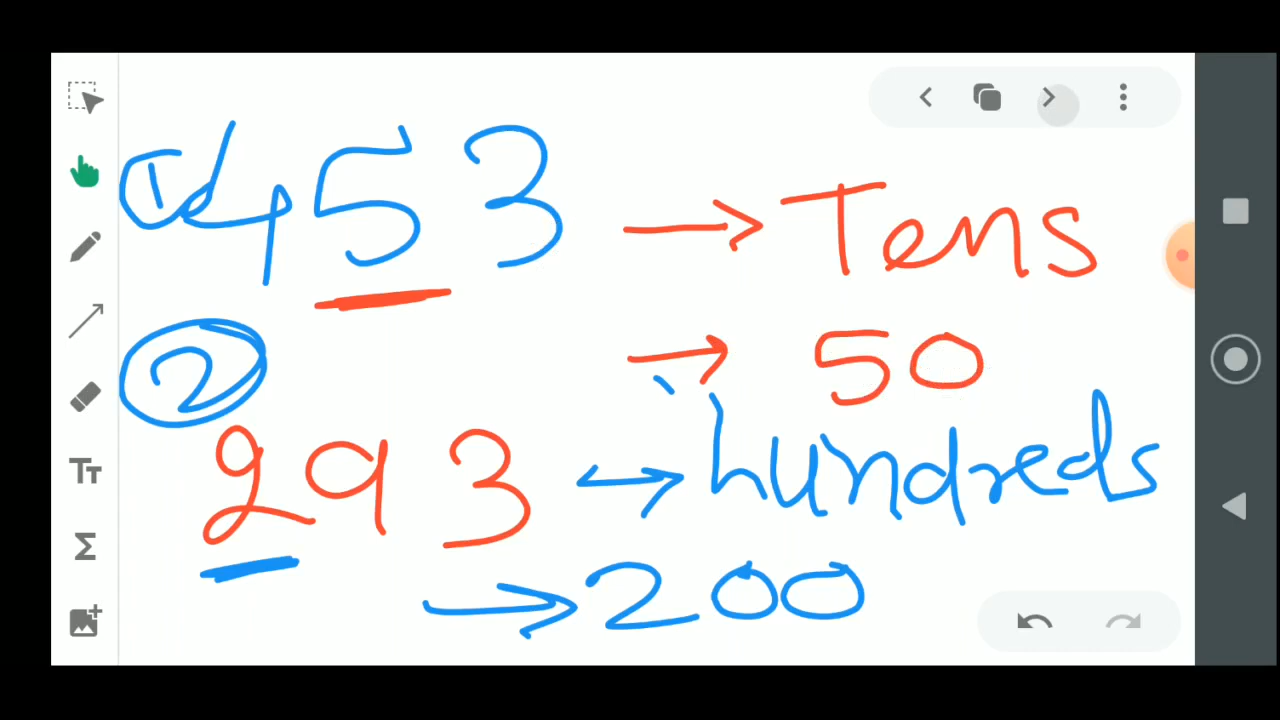 ① 453 → Tens
→ 50
②
293 → hundreds
→ 200